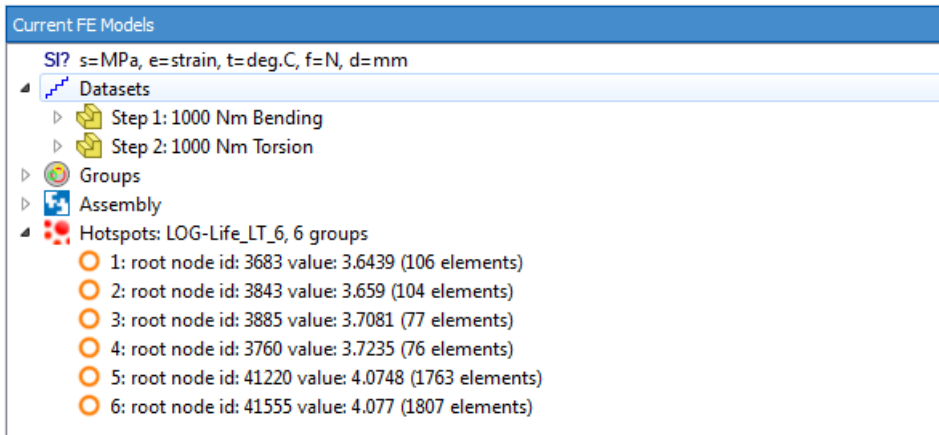 Current FE Models
SI? s=MPa, e=strain, t=deg.C, f=N, d=mm
Datasets
Step 1: 1000 Nm Bending
Step 2: 1000 Nm Torsion
Groups
Assembly
Hotspots: LOG-Life_LT_6, 6 groups
1: root node id: 3683 value: 3.6439 (106 elements)
2: root node id: 3843 value: 3.659 (104 elements)
3: root node id: 3885 value: 3.7081 (77 elements)
4: root node id: 3760 value: 3.7235 (76 elements)
5: root node id: 41220 value: 4.0748 (1763 elements)
6: root node id: 41555 value: 4.077 (1807 elements)